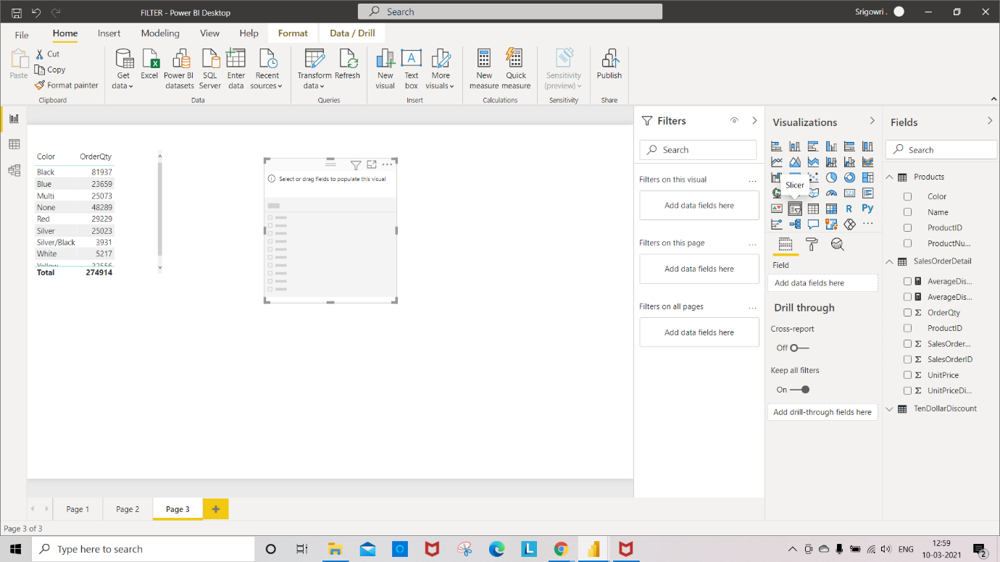 FILTER - Power BI Desktop
Search
Srigowri .
File Home Insert Modeling View Help Format Data / Drill
Paste
Cut
Copy
Format painter
Clipboard
Get data
Excel
Power BI datasets
SQL Server
Enter data
Recent sources
Data
Transform data
Refresh
Queries
New visual
Text box
More visuals
Insert
New measure
Quick measure
Calculations
Sensitivity (preview)
Sensitivity
Publish
Share
Color OrderQty
Black 81937
Blue 23659
Multi 25073
None 48289
Red 29229
Silver 25023
Silver/Black 3931
White 5217
Yellow 32556
Total 274914
Select or drag fields to populate this visual
Filters
Search
Filters on this visual ...
Add data fields here
Filters on this page ...
Add data fields here
Filters on all pages ...
Add data fields here
Visualizations
Slicer
R Py
123
...
Field
Add data fields here
Drill through
Cross-report
Off
Keep all filters
On
Add drill-through fields here
Fields
Search
Products
Color
Name
ProductID
ProductNu...
SalesOrderDetail
AverageDis...
AverageDis...
Σ OrderQty
ProductID
Σ SalesOrder...
Σ SalesOrderID
Σ UnitPrice
Σ UnitPriceDi...
TenDollarDiscount
Page 1 Page 2 Page 3 +
Page 3 of 3
Type here to search
L
ENG
12:59
10-03-2021
2